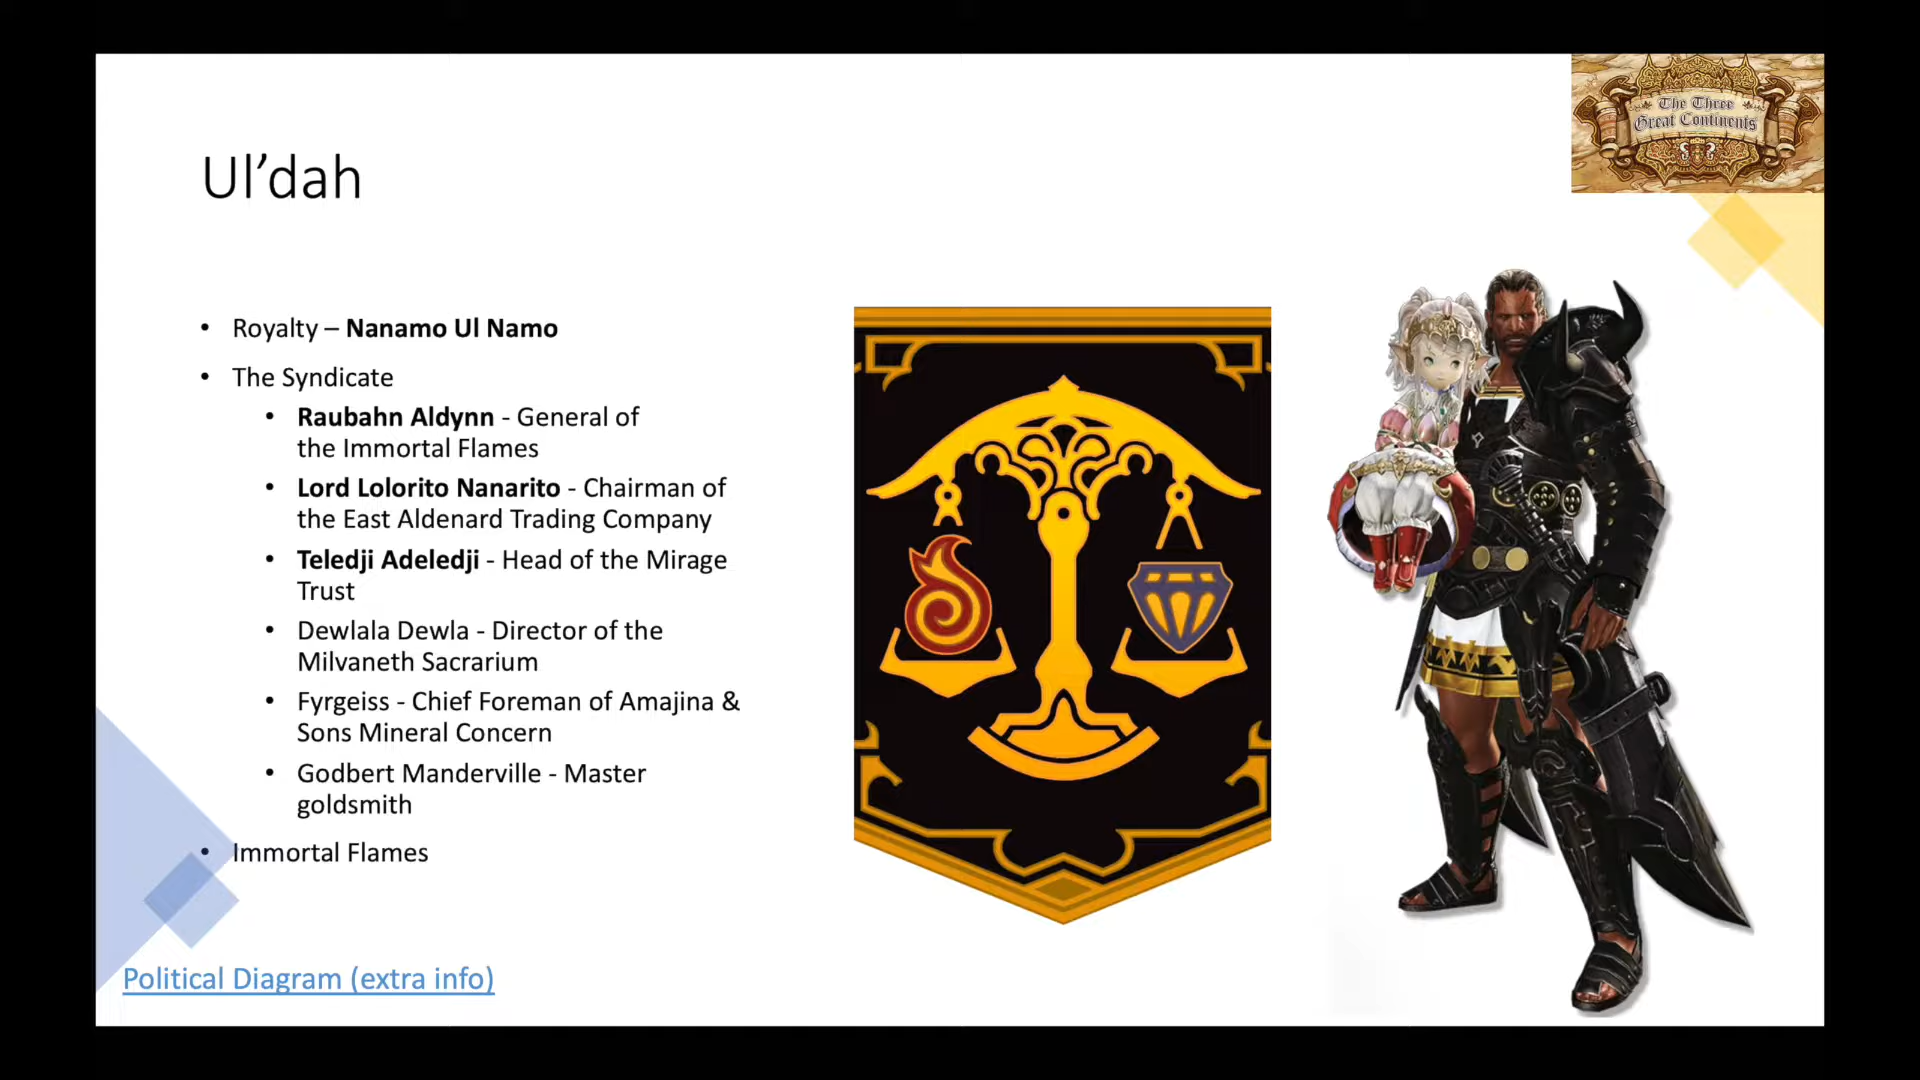 The Three
Great Continents
Ul’dah
• Royalty – Nanamo Ul Namo
• The Syndicate
• Raubahn Aldynn - General of
the Immortal Flames
• Lord Lolorito Nanarito - Chairman of
the East Aldenard Trading Company
• Teledji Adeledji - Head of the Mirage
Trust
• Dewlala Dewla - Director of the
Milvaneth Sacrarium
• Fyrgeiss - Chief Foreman of Amajina &
Sons Mineral Concern
• Godbert Manderville - Master
goldsmith
• Immortal Flames
Political Diagram (extra info)